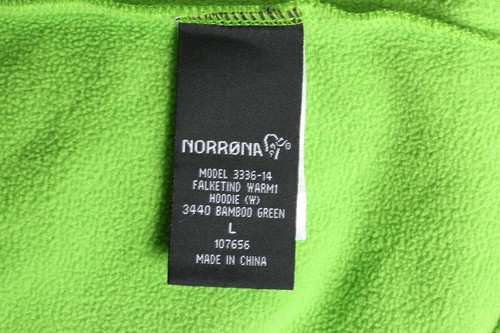 NORRØNA®
MODEL 3336-14
FALKETIND WARM1
HOODIE (W)
3440 BAMBOO GREEN
L
107656
MADE IN CHINA